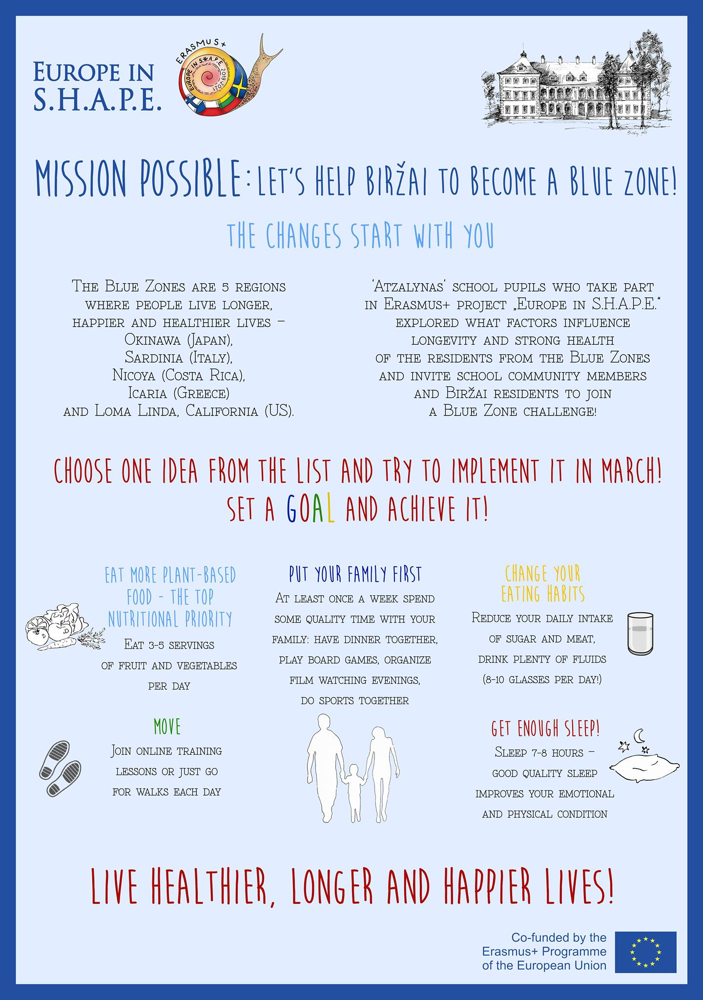 EUROPE IN
S.H.A.P.E.
ERASMUS+
EUROPE IN S.H.A.P.E.
2019-2021
MISSION POSSIBLE: LET'S HELP BIRŽAI TO BECOME A BLUE ZONE!
THE CHANGES START WITH YOU
The Blue Zones are 5 regions
where people live longer,
happier and healthier lives –
Okinawa (Japan),
Sardinia (Italy),
Nicoya (Costa Rica),
Icaria (Greece)
and Loma Linda, California (US).
‘Atzalynas‘ school pupils who take part
in Erasmus+ project „Europe in S.H.A.P.E.“
explored what factors influence
longevity and strong health
of the residents from the Blue Zones
and invite school community members
and Biržai residents to join
a Blue Zone challenge!
CHOOSE ONE IDEA FROM THE LIST AND TRY TO IMPLEMENT IT IN MARCH!
SET A GOAL AND ACHIEVE IT!
EAT MORE PLANT-BASED
FOOD - THE TOP
NUTRITIONAL PRIORITY
Eat 3-5 servings
of fruit and vegetables
per day
PUT YOUR FAMILY FIRST
At least once a week spend
some quality time with your
family: have dinner together,
play board games, organize
film watching evenings,
do sports together
CHANGE YOUR
EATING HABITS
Reduce your daily intake
of sugar and meat,
drink plenty of fluids
(8-10 glasses per day!)
MOVE
Join online training
lessons or just go
for walks each day
GET ENOUGH SLEEP!
Sleep 7-8 hours –
good quality sleep
improves your emotional
and physical condition
LIVE HEALTHIER, LONGER AND HAPPIER LIVES!
Co-funded by the
Erasmus+ Programme
of the European Union